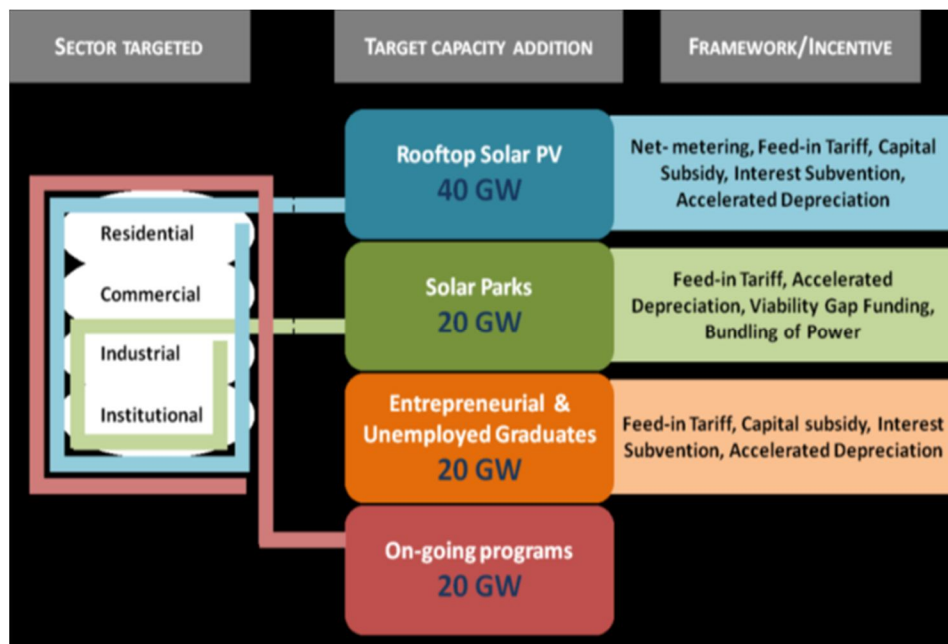 SECTOR TARGETED
TARGET CAPACITY ADDITION
FRAMEWORK/INCENTIVE
Residential
Commercial
Industrial
Institutional
Rooftop Solar PV
40 GW
Net- metering, Feed-in Tariff, Capital
Subsidy, Interest Subvention,
Accelerated Depreciation
Solar Parks
20 GW
Feed-in Tariff, Accelerated
Depreciation, Viability Gap Funding,
Bundling of Power
Entrepreneurial &
Unemployed Graduates
20 GW
Feed-in Tariff, Capital subsidy, Interest
Subvention, Accelerated Depreciation
On-going programs
20 GW